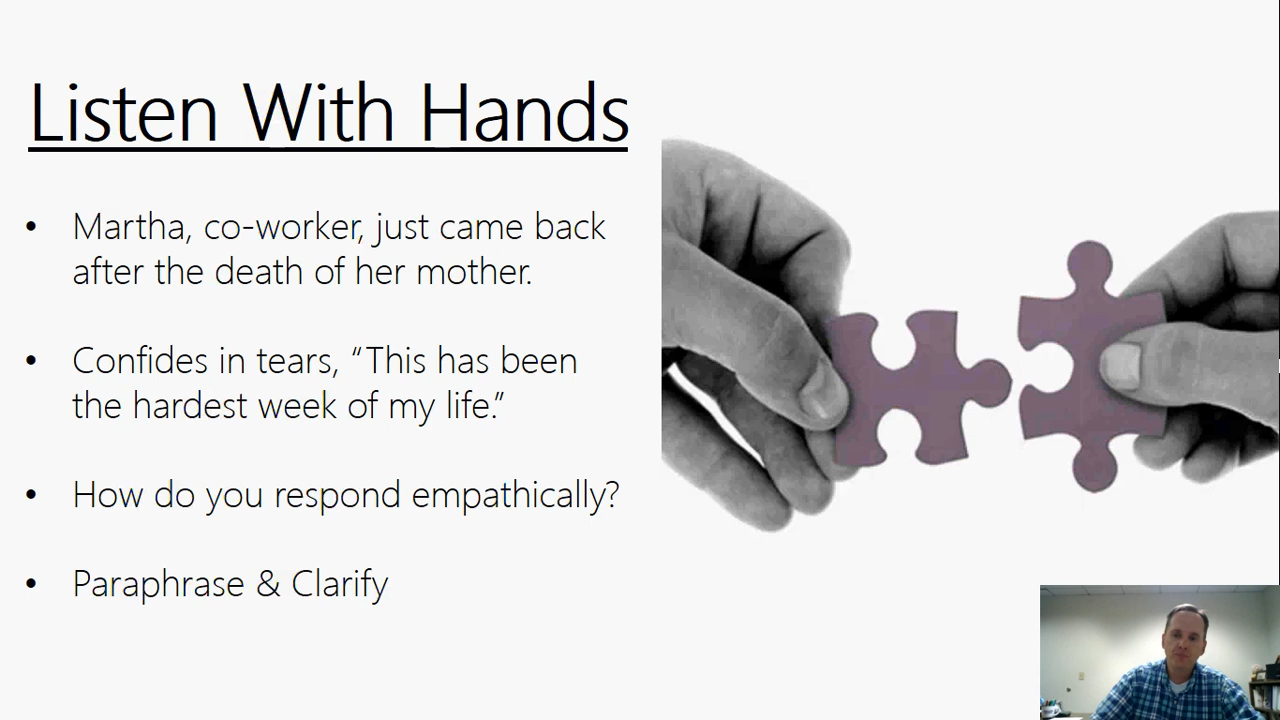 Listen With Hands
• Martha, co-worker, just came back
after the death of her mother.
• Confides in tears, “This has been
the hardest week of my life.”
• How do you respond empathically?
• Paraphrase & Clarify